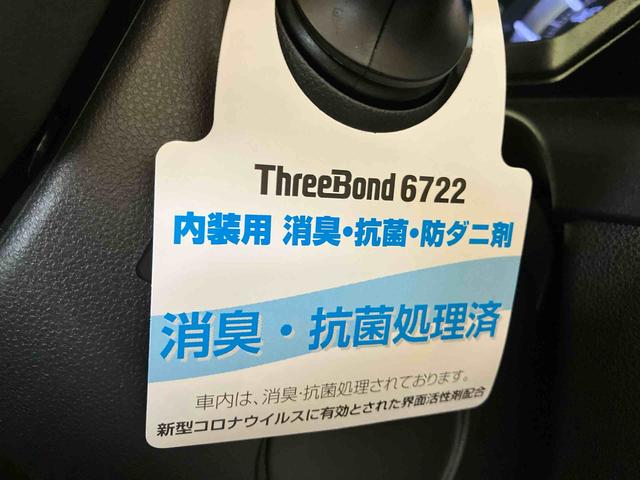 ThreeBond 6722
内装用 消臭・抗菌・防ダニ剤
消臭・抗菌処理済
車内は、消臭・抗菌処理されております。
新型コロナウイルスに有効とされた界面活性剤配合